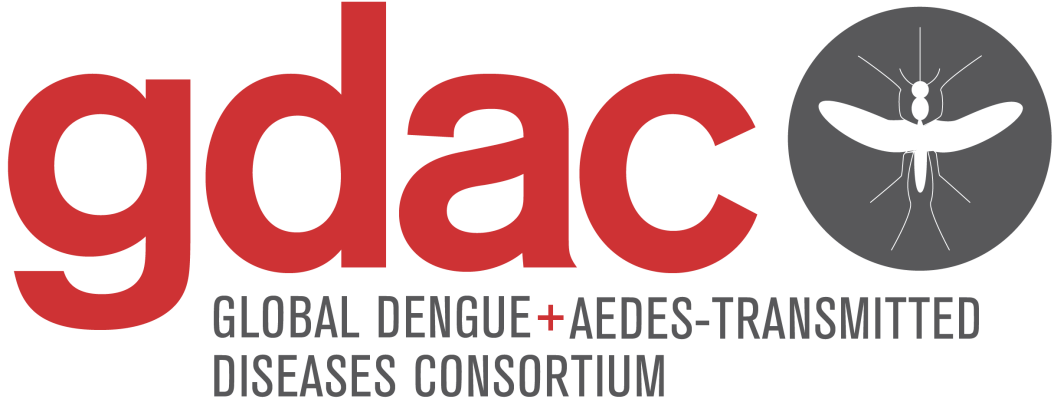 gdac
GLOBAL DENGUE+AEDES-TRANSMITTED
DISEASES CONSORTIUM